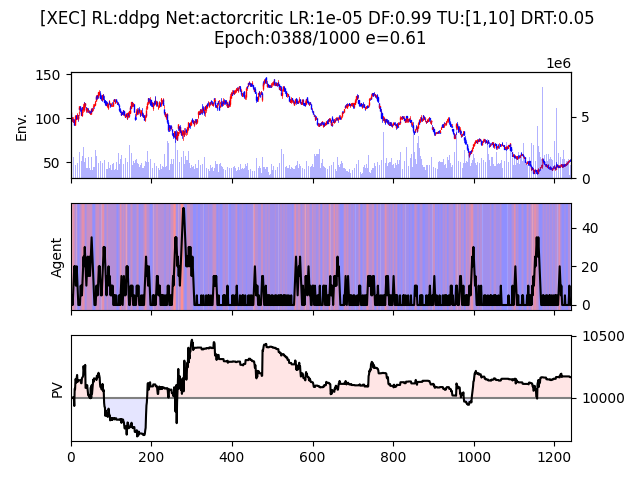 [XEC] RL:ddpg Net:actorcritic LR:1e-05 DF:0.99 TU:[1,10] DRT:0.05
Epoch:0388/1000 e=0.61
1e6
150
100
50
Env.
5
0
Agent
40
20
0
PV
10500
10000
0
200
400
600
800
1000
1200